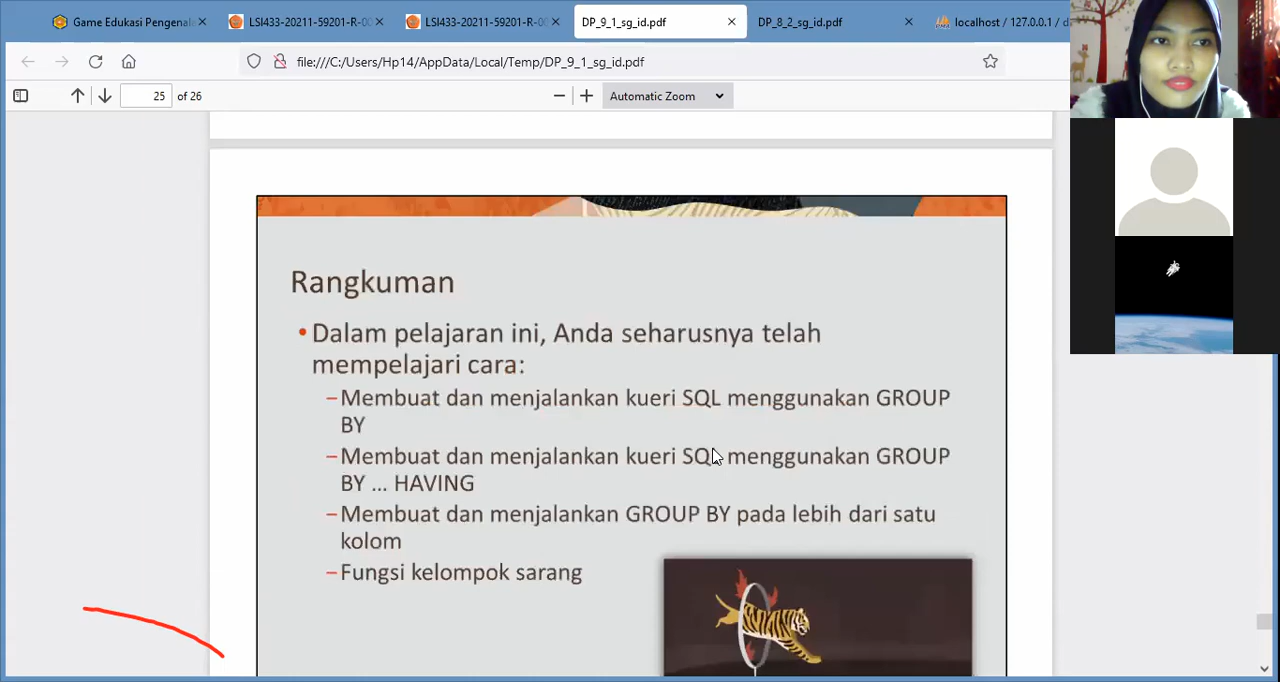 Game Edukasi Pengenala
LSI433-20211-59201-R-00
LSI433-20211-59201-R-00
DP_9_1_sg_id.pdf
DP_8_2_sg_id.pdf
localhost / 127.0.0.1 / d
file:///C:/Users/Hp14/AppData/Local/Temp/DP_9_1_sg_id.pdf
25 of 26
Automatic Zoom
Rangkuman
•Dalam pelajaran ini, Anda seharusnya telah
mempelajari cara:
–Membuat dan menjalankan kueri SQL menggunakan GROUP
BY
–Membuat dan menjalankan kueri SQL menggunakan GROUP
BY ... HAVING
–Membuat dan menjalankan GROUP BY pada lebih dari satu
kolom
–Fungsi kelompok sarang